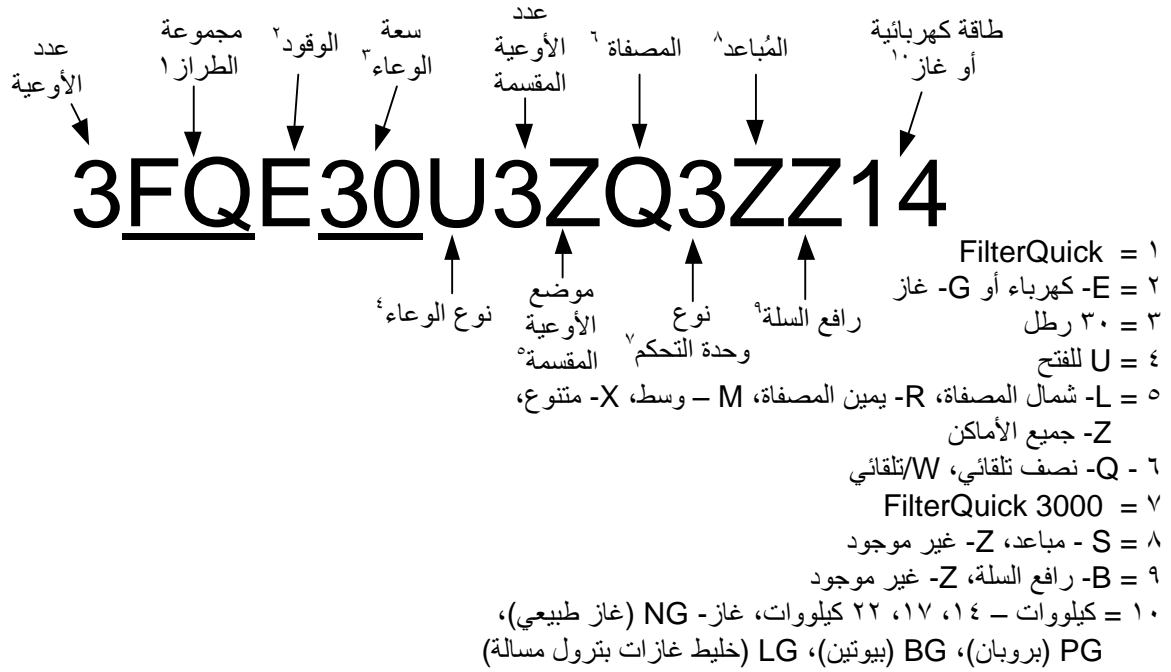 عدد
الأوعية
مجموعة
الطراز١
الوقود٢
سعة
الوعاء٣
عدد
الأوعية
المقسمة
المصفاة ٦
المُباعد٨
طاقة كهربائية
أو غاز١٠
3FQE30U3ZQ3ZZ14
نوع الوعاء٤
موضع
الأوعية
المقسمة٥
نوع
وحدة التحكم٧
رافع السلة٩
١ = FilterQuick
٢ = E- كهرباء أو G- غاز
٣ = ٣٠ رطل
٤ = U للفتح
٥ = L- شمال المصفاة، R- يمين المصفاة، M – وسط، X- متنوع،
Z- جميع الأماكن
٦ - Q- نصف تلقائي، W/تلقائي
٧ = FilterQuick 3000
٨ = S - مباعد، Z- غير موجود
٩ = B- رافع السلة، Z- غير موجود
١٠ = كيلووات – ١٤، ١٧، ٢٢ كيلووات، غاز- NG (غاز طبيعي)،
PG (بروبان)، BG (بيوتين)، LG (خليط غازات بترول مسالة)